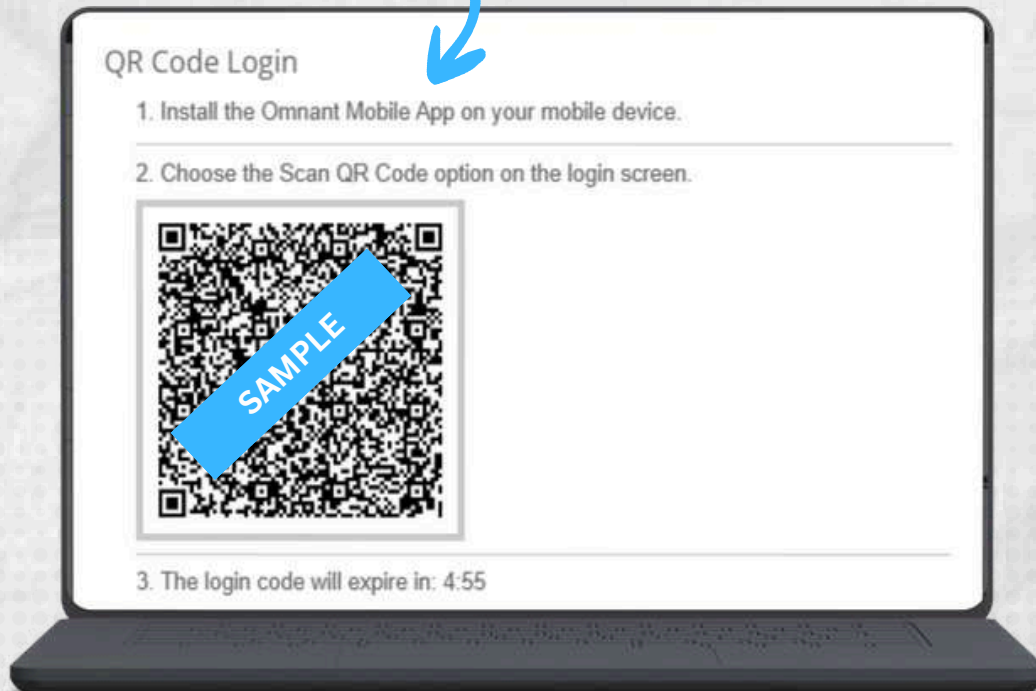 QR Code Login
1. Install the Omnant Mobile App on your mobile device.
2. Choose the Scan QR Code option on the login screen.
SAMPLE
3. The login code will expire in: 4:55